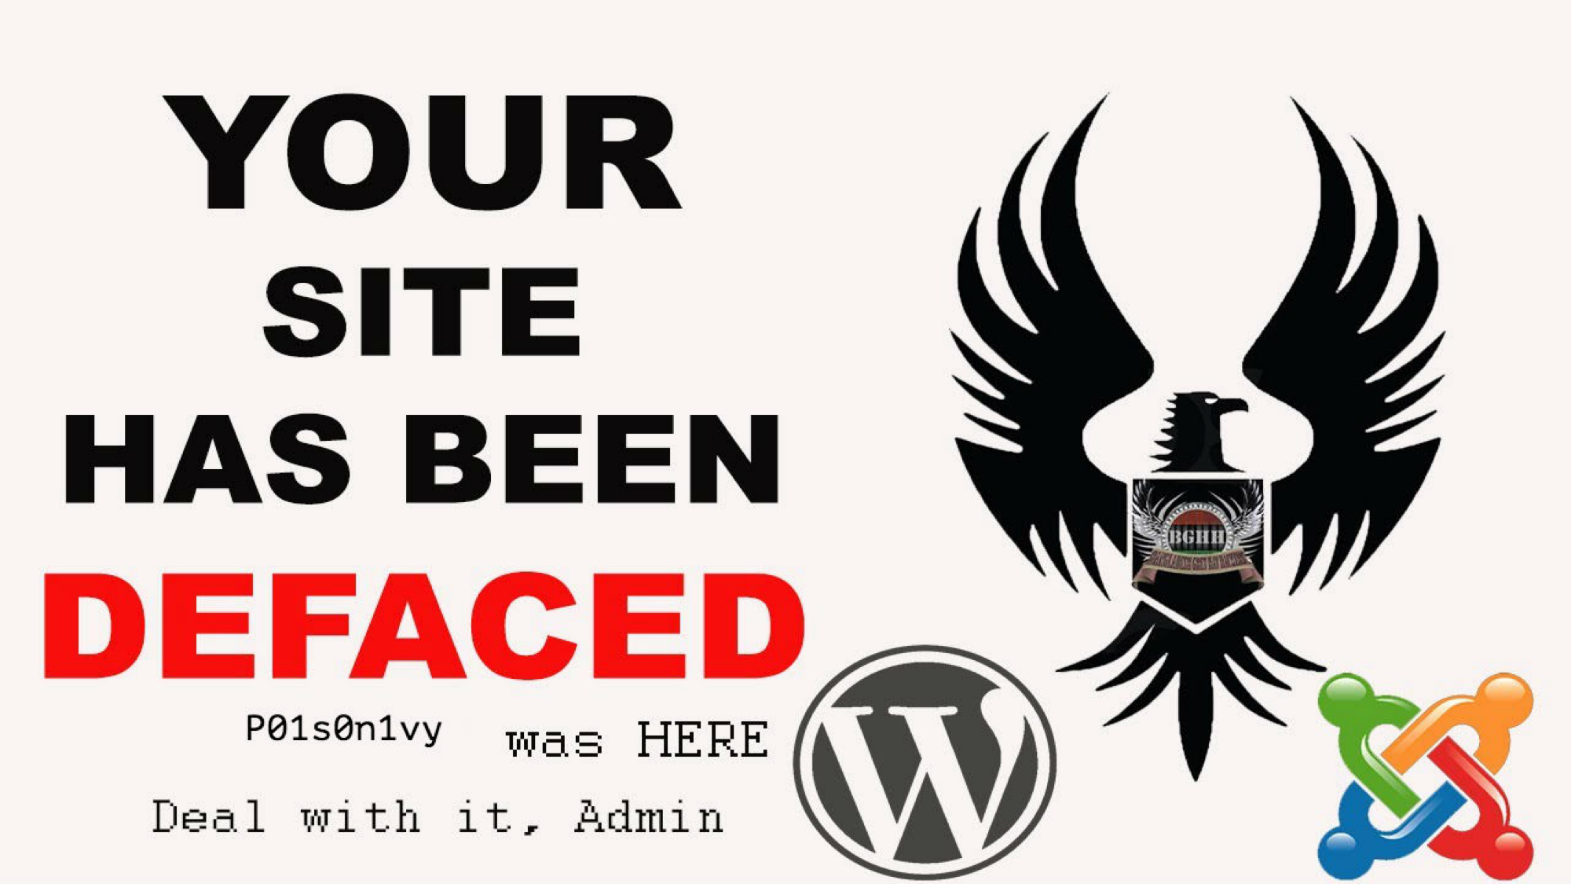 YOUR
SITE
HAS BEEN
DEFACED
P01s0n1vy was HERE
Deal with it, Admin
BGHH